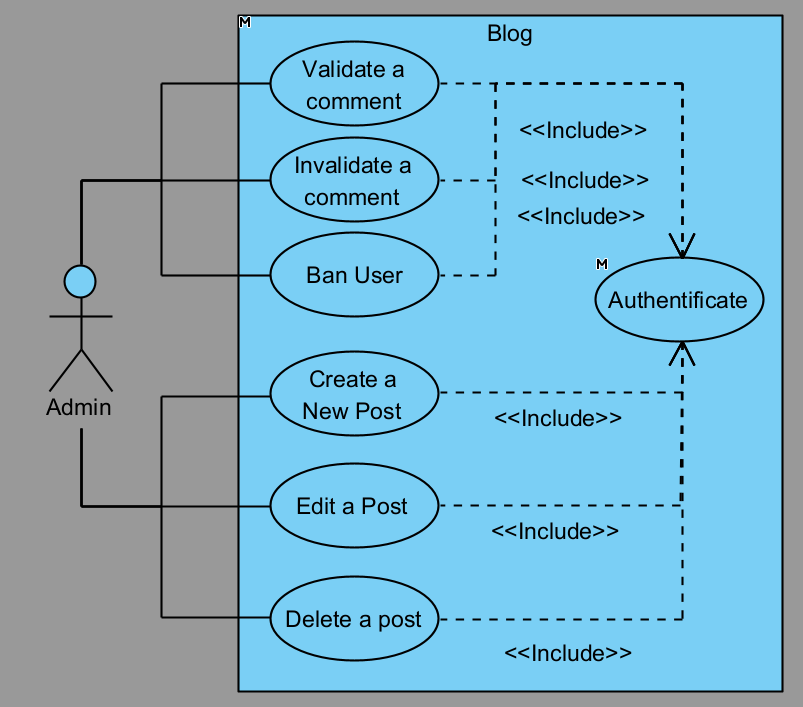 M
Blog
Validate a
comment
<<Include>>
Invalidate a
comment
<<Include>>
<<Include>>
Ban User
M
Authentificate
Admin
Create a
New Post
<<Include>>
Edit a Post
<<Include>>
Delete a post
<<Include>>